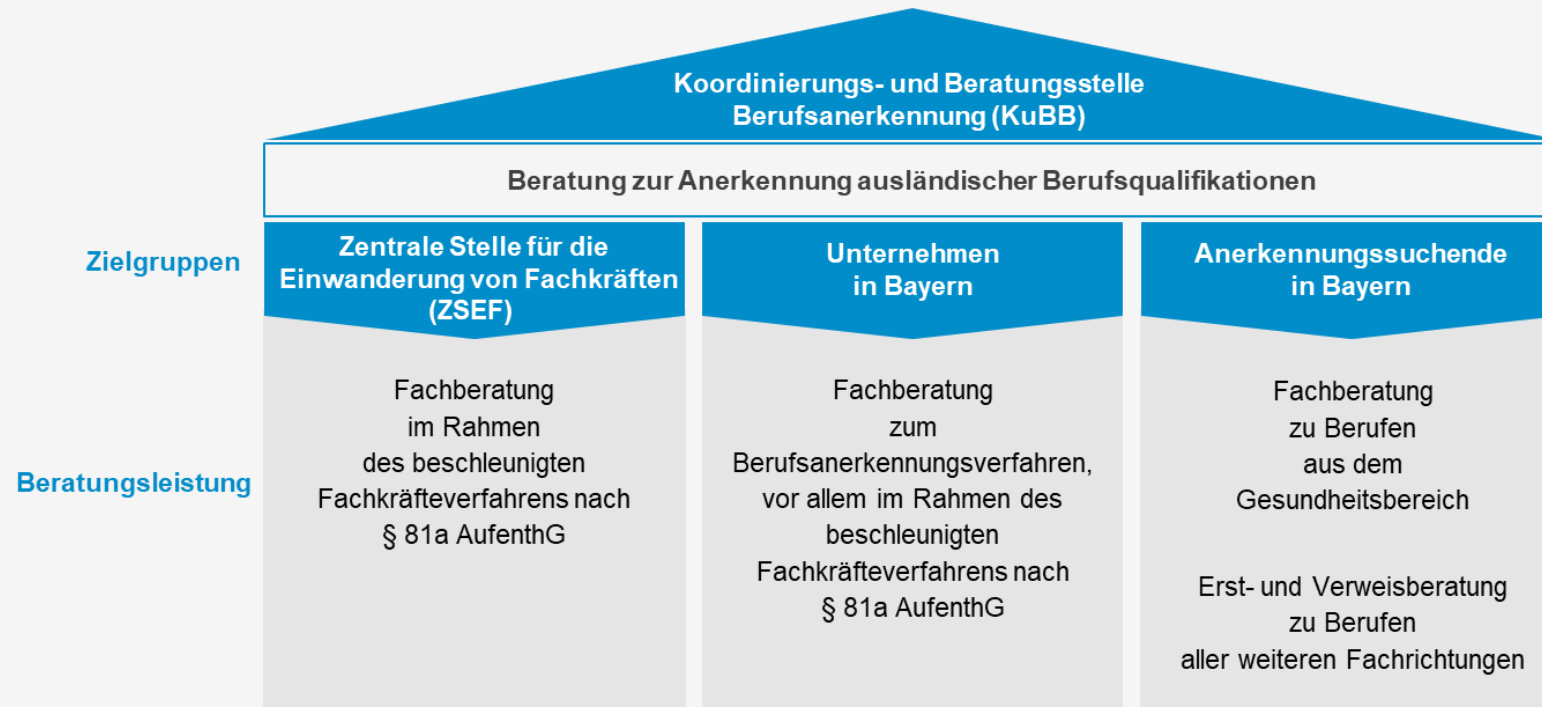 Koordinierungs- und Beratungsstelle
Berufsanerkennung (KuBB)
Beratung zur Anerkennung ausländischer Berufsqualifikationen
Zielgruppen
Zentrale Stelle für die
Einwanderung von Fachkräften
(ZSEF)
Unternehmen
in Bayern
Anerkennungssuchende
in Bayern
Beratungsleistung
Fachberatung
im Rahmen
des beschleunigten
Fachkräfteverfahrens nach
§ 81a AufenthG
Fachberatung
zum
Berufsanerkennungsverfahren,
vor allem im Rahmen des
beschleunigten
Fachkräfteverfahrens nach
§ 81a AufenthG
Fachberatung
zu Berufen
aus dem
Gesundheitsbereich
Erst- und Verweisberatung
zu Berufen
aller weiteren Fachrichtungen